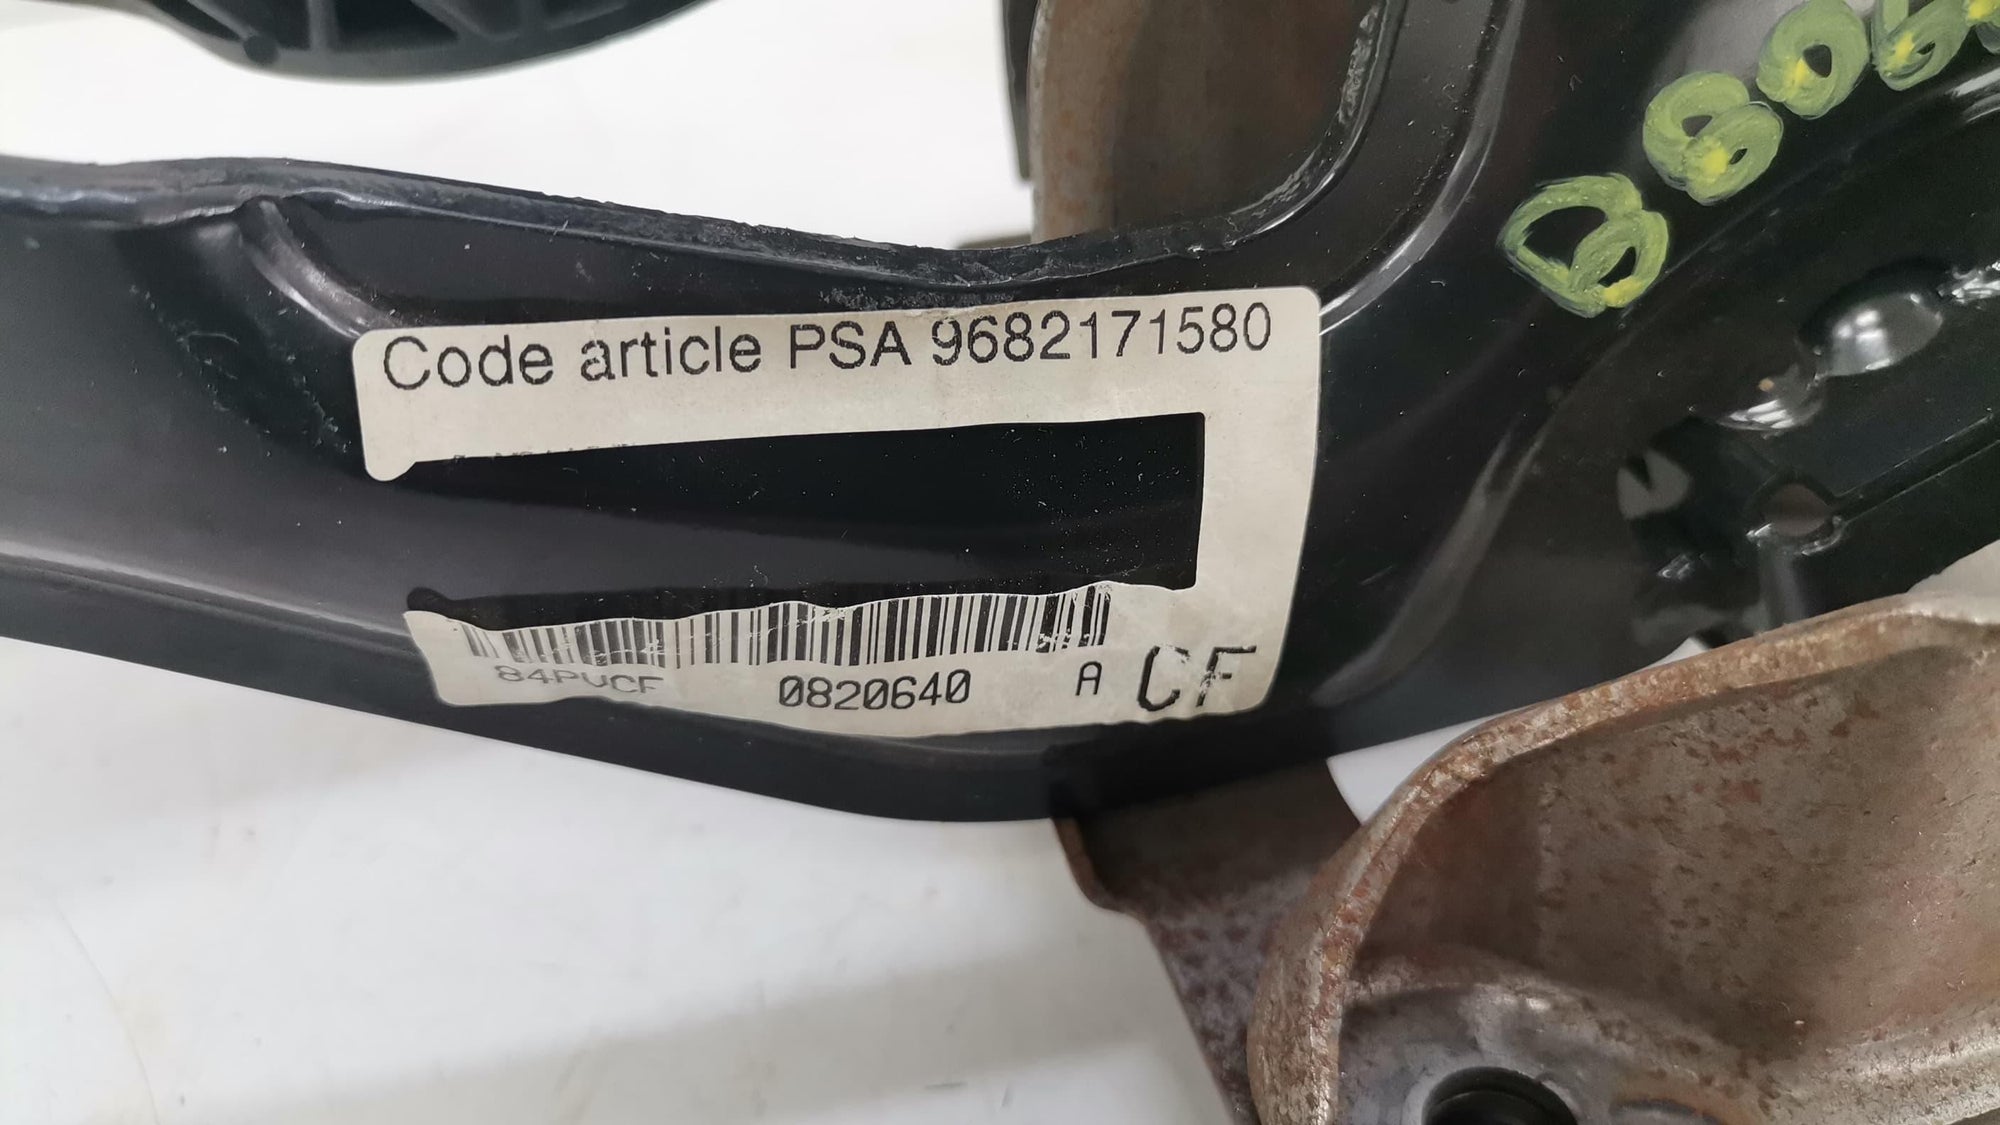 Code article PSA 9682171580
84PVCF 0820640 A CF